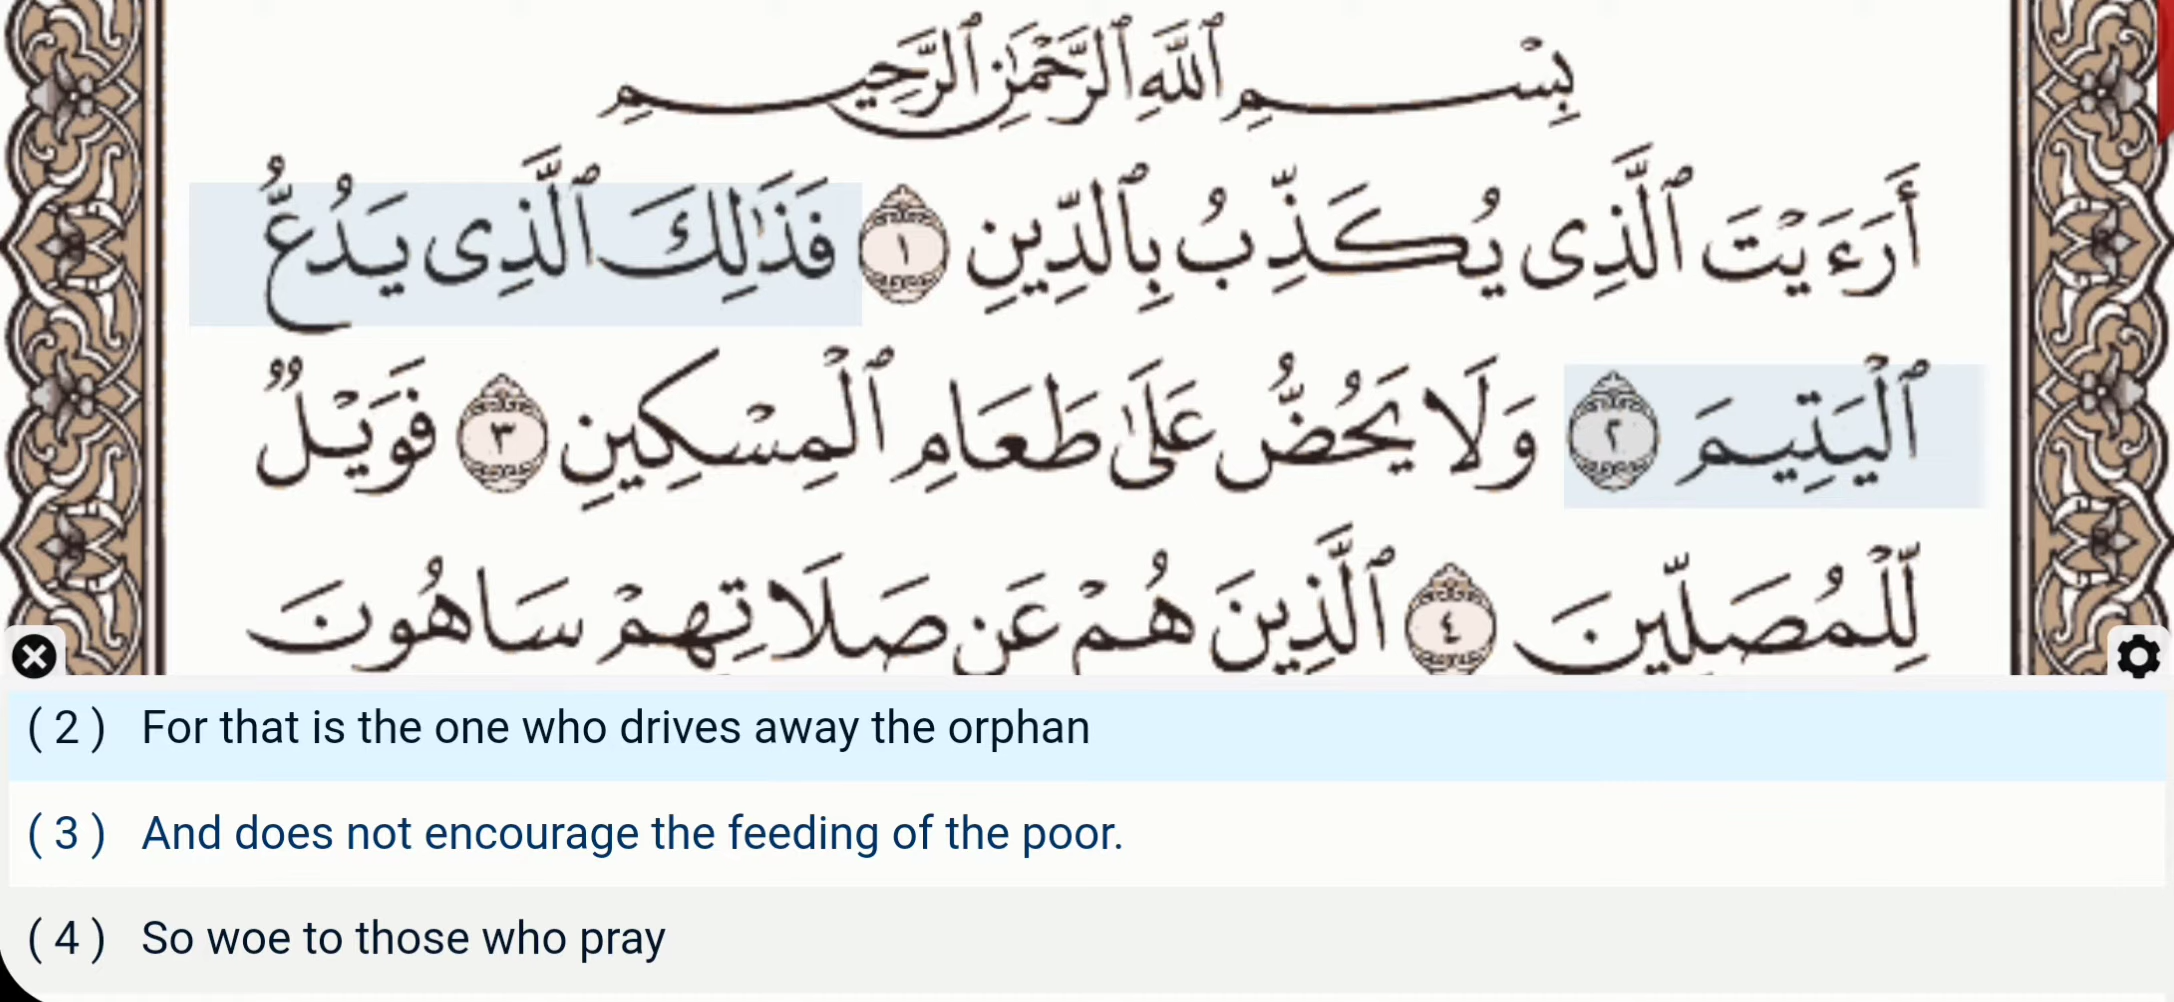 بِسْمِ ٱللَّهِ ٱلرَّحْمَٰنِ ٱلرَّحِيمِ
أَرَءَيْتَ ٱلَّذِى يُكَذِّبُ بِٱلدِّينِ ١ فَذَٰلِكَ ٱلَّذِى يَدُعُّ
ٱلْيَتِيمَ ٢ وَلَا يَحُضُّ عَلَىٰ طَعَامِ ٱلْمِسْكِينِ ٣ فَوَيْلٌ
لِّلْمُصَلِّينَ ٤ ٱلَّذِينَ هُمْ عَن صَلَاتِهِمْ سَاهُونَ
( 2 ) For that is the one who drives away the orphan
( 3 ) And does not encourage the feeding of the poor.
( 4 ) So woe to those who pray